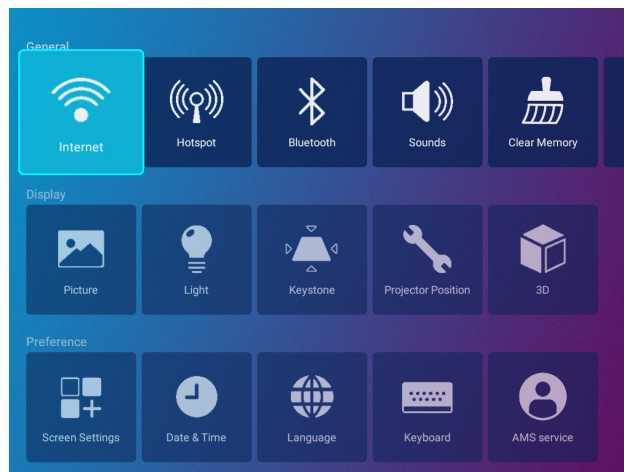 General
Internet
Hotspot
Bluetooth
Sounds
Clear Memory
Display
Picture
Light
Keystone
Projector Position
3D
Preference
Screen Settings
Date & Time
Language
Keyboard
AMS service